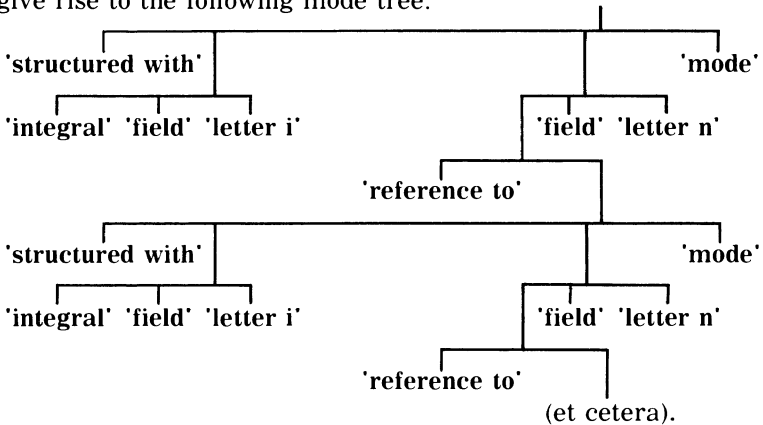 give rise to the following mode tree:
'structured with' 'mode'
'integral' 'field' 'letter i' 'field' 'letter n'
'reference to'
'structured with' 'mode'
'integral' 'field' 'letter i' 'field' 'letter n'
'reference to'
(et cetera).